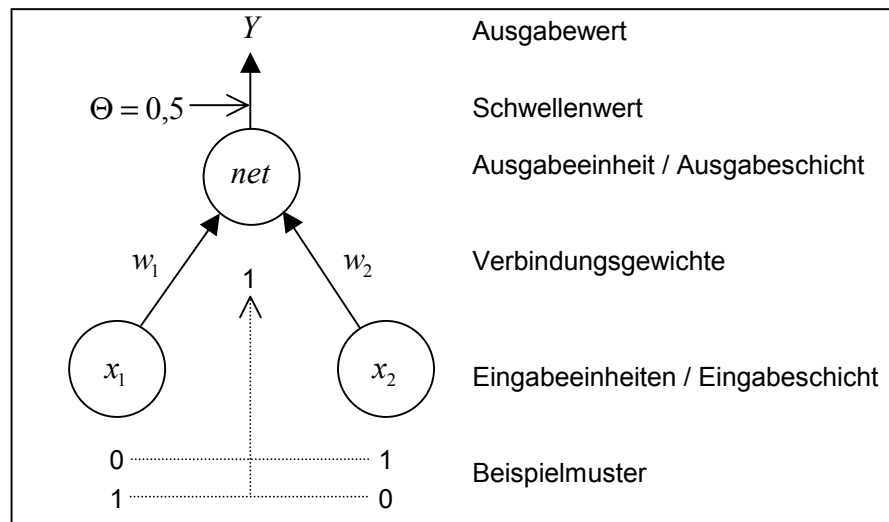 Y Ausgabewert
Θ = 0,5 Schwellenwert
net Ausgabeeinheit / Ausgabeschicht
w₁ w₂ Verbindungsgewichte
1
x₁ x₂ Eingabeeinheiten / Eingabeschicht
0 1
Beispielmuster
1 0